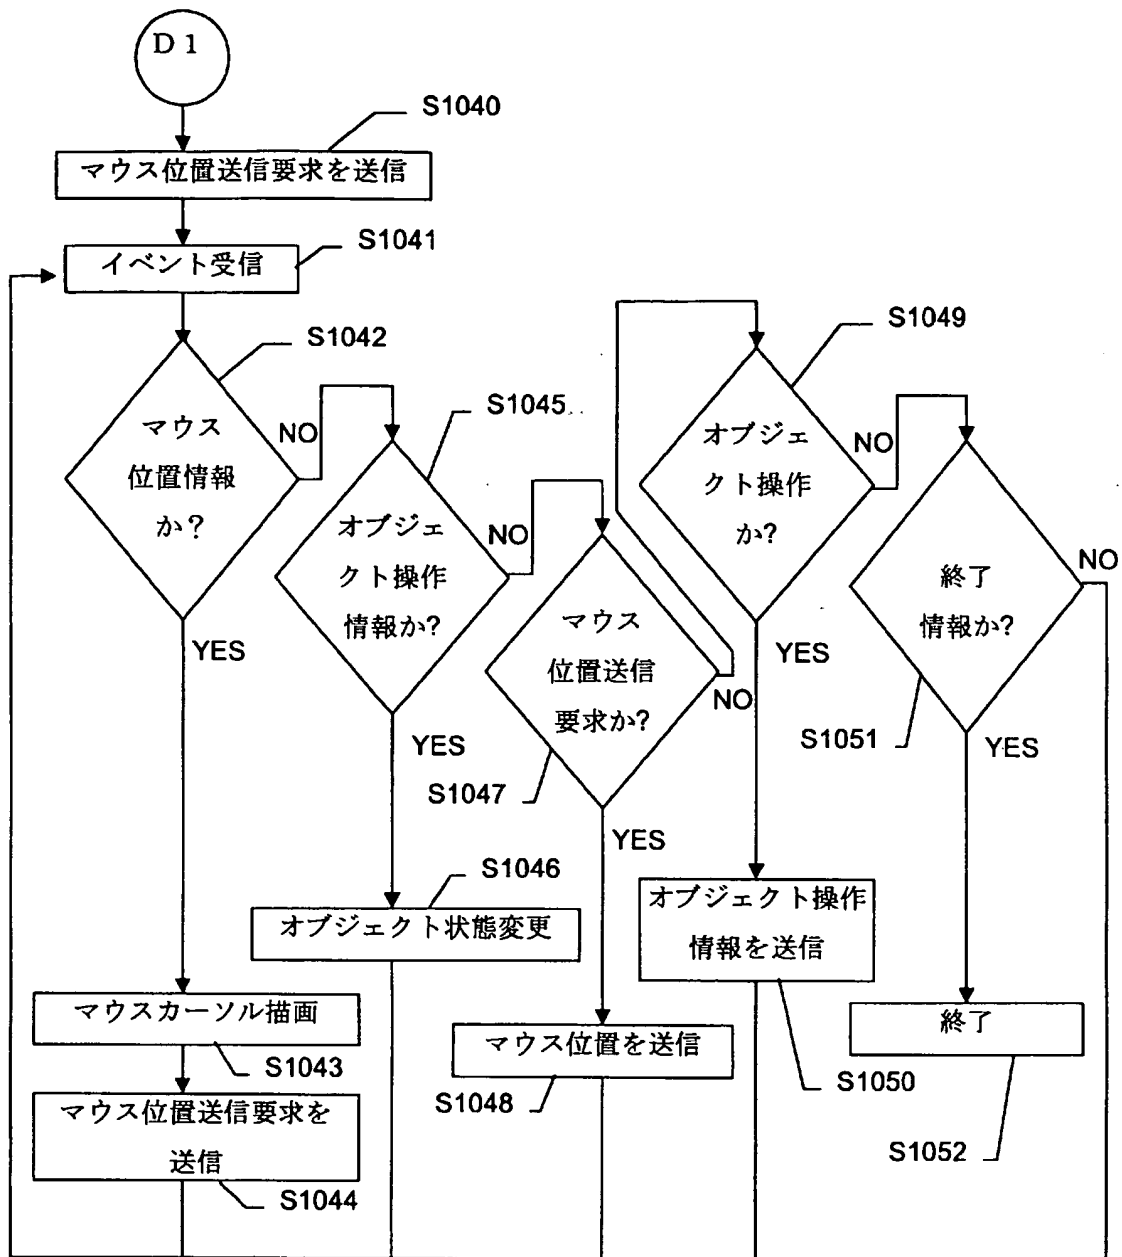 D 1
S1040
マウス位置送信要求を送信
S1041
イベント受信
S1042
マウス
位置情報
か?
NO
YES
S1045
オブジェ
クト操作
情報か?
NO
YES
S1047
マウス
位置送信
要求か?
NO
YES
S1049
オブジェ
クト操作
か?
NO
YES
S1051
終了
情報か?
NO
YES
S1046
オブジェクト状態変更
オブジェクト操作
情報を送信
S1050
マウスカーソル描画
S1043
マウス位置を送信
S1048
終了
S1052
マウス位置送信要求を
送信
S1044